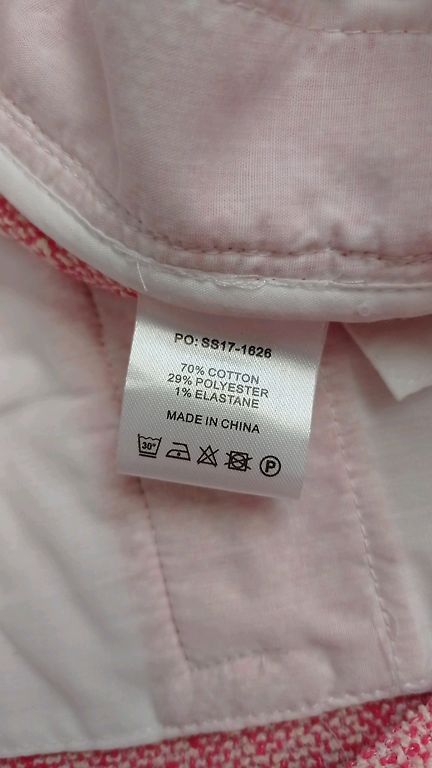 PO: SS17-1626
70% COTTON
29% POLYESTER
1% ELASTANE
MADE IN CHINA
30° P